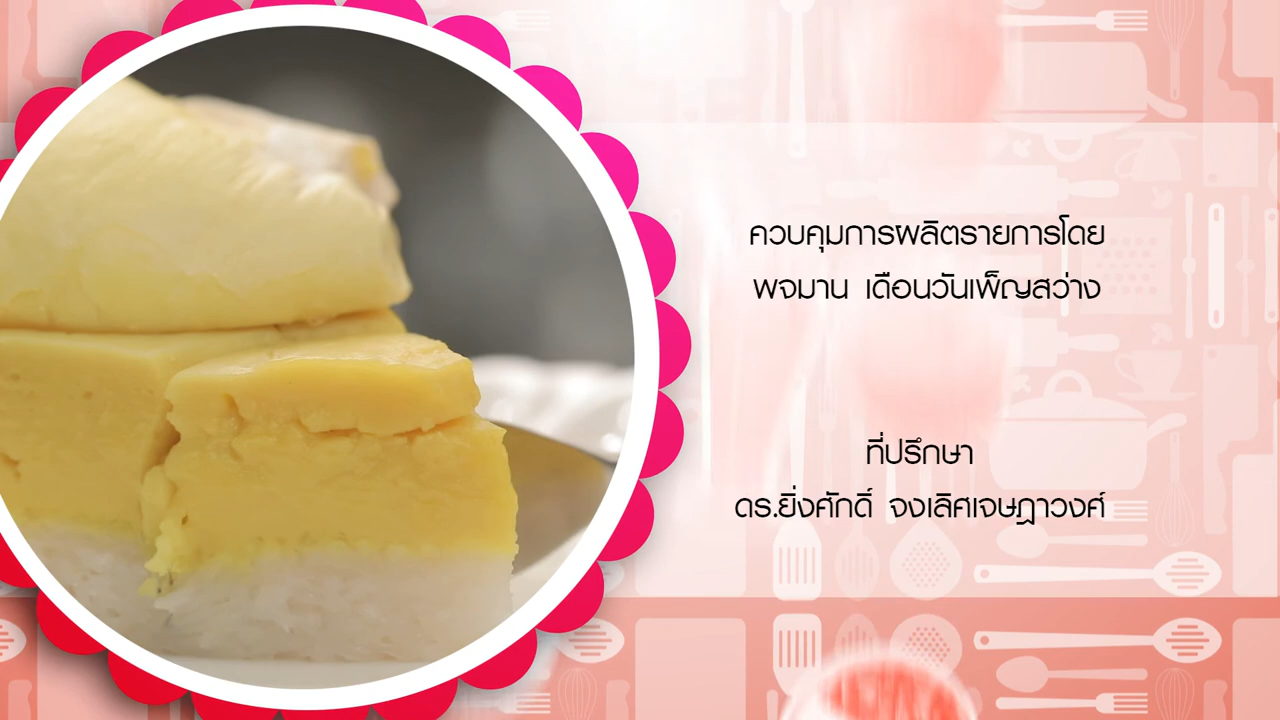 ควบคุมการผลิตรายการโดย
พจมาน เดือนวันเพ็ญสว่าง
ที่ปรึกษา
ดร.ยิ่งศักดิ์ จงเลิศเจษฎาวงศ์